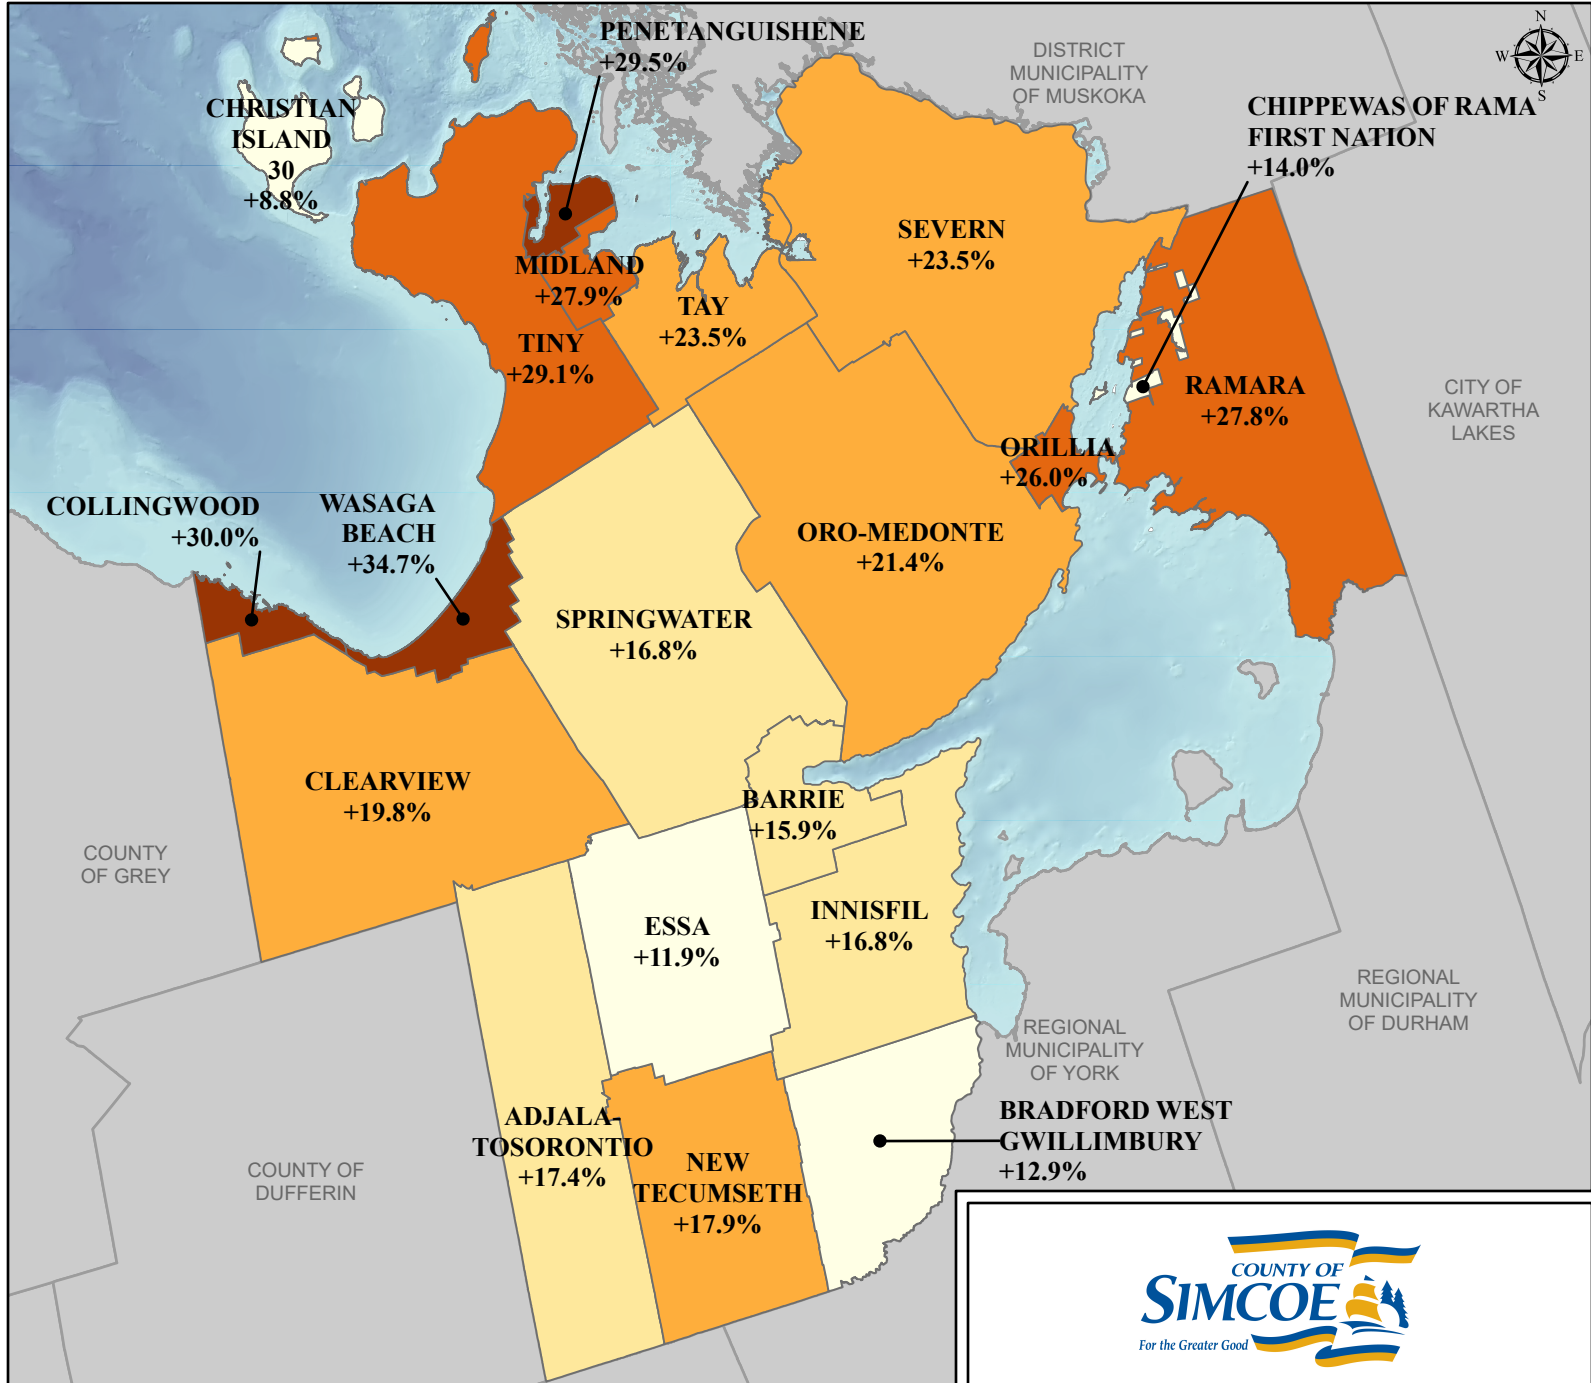 PENETANGUISHENE
+29.5%
DISTRICT
MUNICIPALITY
OF MUSKOKA
N
W
E
S
CHRISTIAN
ISLAND
30
+8.8%
CHIPPEWAS OF RAMA
FIRST NATION
+14.0%
SEVERN
+23.5%
MIDLAND
+27.9%
TAY
+23.5%
TINY
+29.1%
RAMARA
+27.8%
CITY OF
KAWARTHA
LAKES
ORILLIA
+26.0%
COLLINGWOOD
+30.0%
WASAGA
BEACH
+34.7%
ORO-MEDONTE
+21.4%
SPRINGWATER
+16.8%
CLEARVIEW
+19.8%
BARRIE
+15.9%
COUNTY
OF GREY
ESSA
+11.9%
INNISFIL
+16.8%
REGIONAL
MUNICIPALITY
OF DURHAM
REGIONAL
MUNICIPALITY
OF YORK
ADJALA-
TOSORONTIO
+17.4%
NEW
TECUMSETH
+17.9%
BRADFORD WEST
GWILLIMBURY
+12.9%
COUNTY OF
DUFFERIN
COUNTY OF
SIMCOE
For the Greater Good